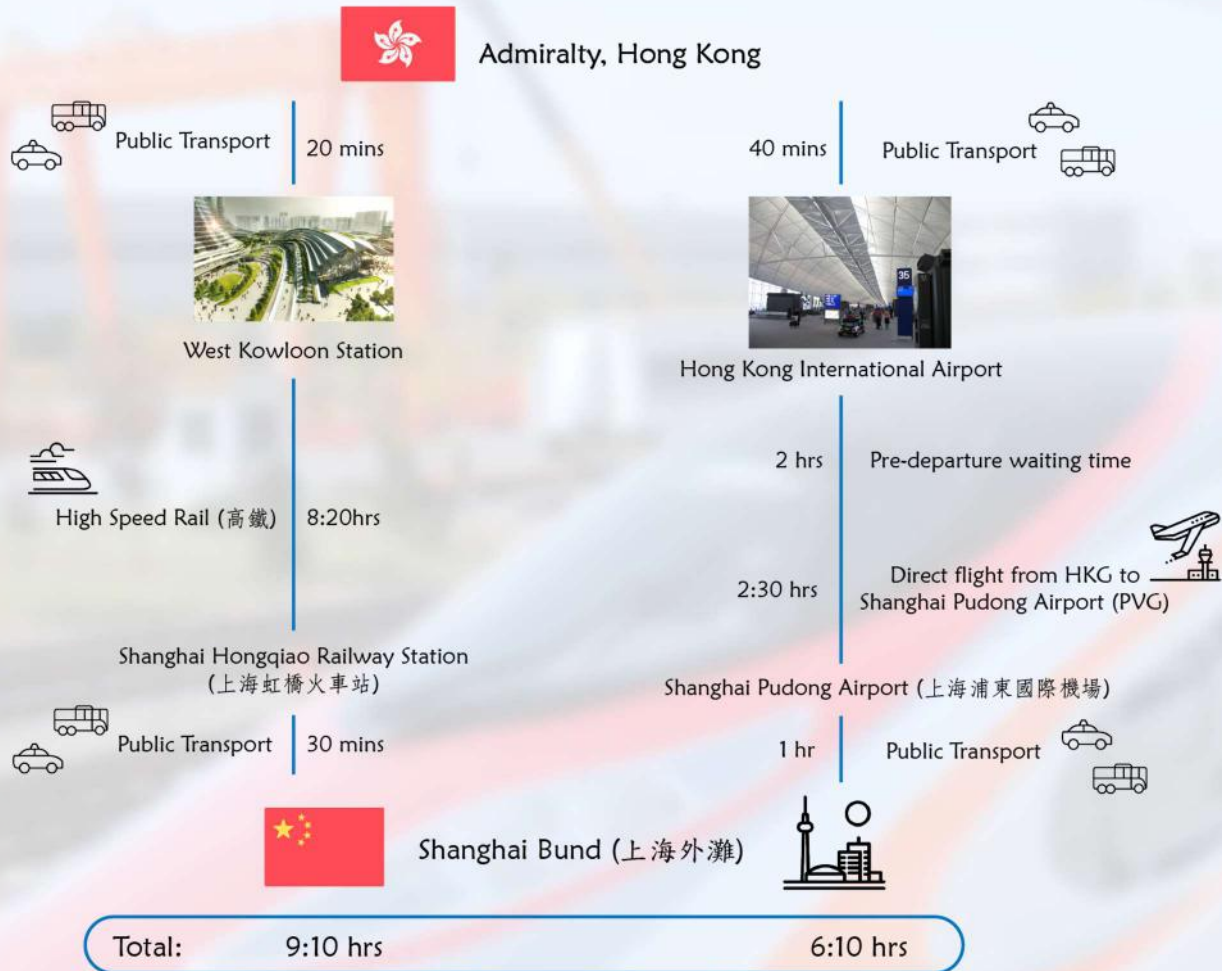 Admiralty, Hong Kong
Public Transport
20 mins
40 mins
Public Transport
35
West Kowloon Station
Hong Kong International Airport
2 hrs
Pre-departure waiting time
High Speed Rail (高鐵)
8:20hrs
2:30 hrs
Direct flight from HKG to
Shanghai Pudong Airport (PVG)
Shanghai Hongqiao Railway Station
(上海虹橋火車站)
Shanghai Pudong Airport (上海浦東國際機場)
Public Transport
30 mins
1 hr
Public Transport
Shanghai Bund (上海外灘)
Total:
9:10 hrs
6:10 hrs